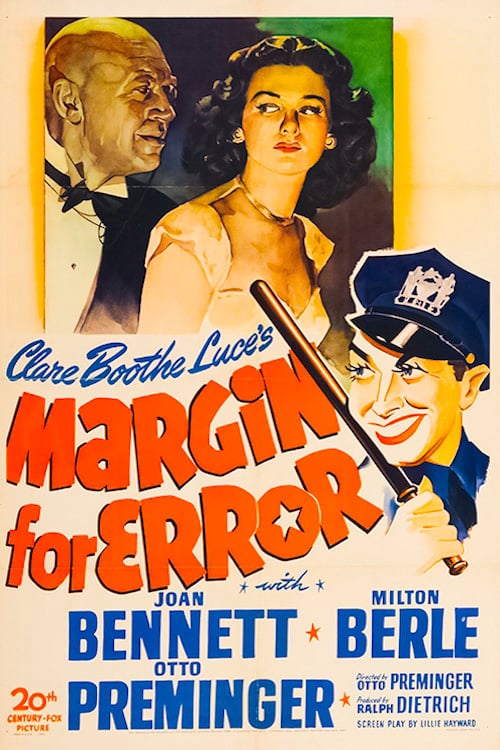 Clare Boothe Luce's
MARGIN
for ERROR
with
JOAN
BENNETT
MILTON
BERLE
OTTO
PREMINGER
Directed by
OTTO PREMINGER
Produced by
RALPH DIETRICH
SCREEN PLAY BY LILLIE HAYWARD
20th
CENTURY-FOX
PICTURE